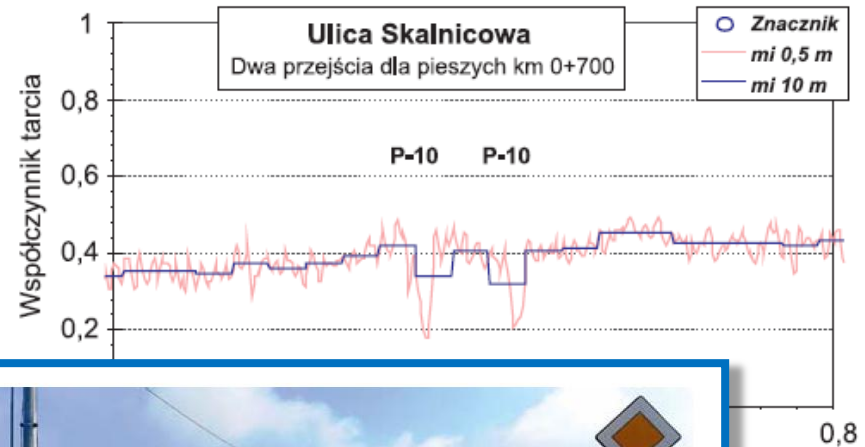 Ulica Skalnicowa
Dwa przejścia dla pieszych km 0+700
Znacznik
mi 0,5 m
mi 10 m
Współczynnik tarcia
1
0,8
0,6
0,4
0,2
P-10 P-10
0,8